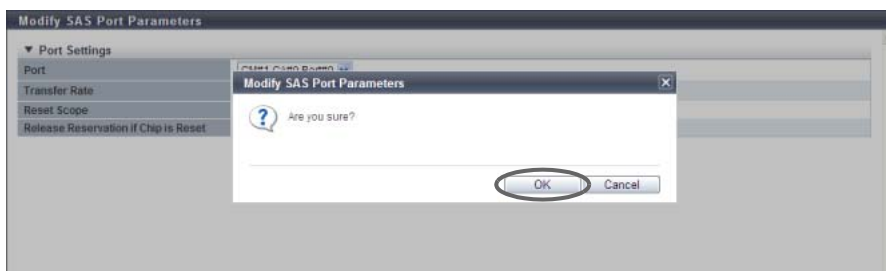 Modify SAS Port Parameters
▼ Port Settings
Port
Transfer Rate
Reset Scope
Release Reservation if Chip is Reset
Modify SAS Port Parameters
Are you sure?
OK
Cancel